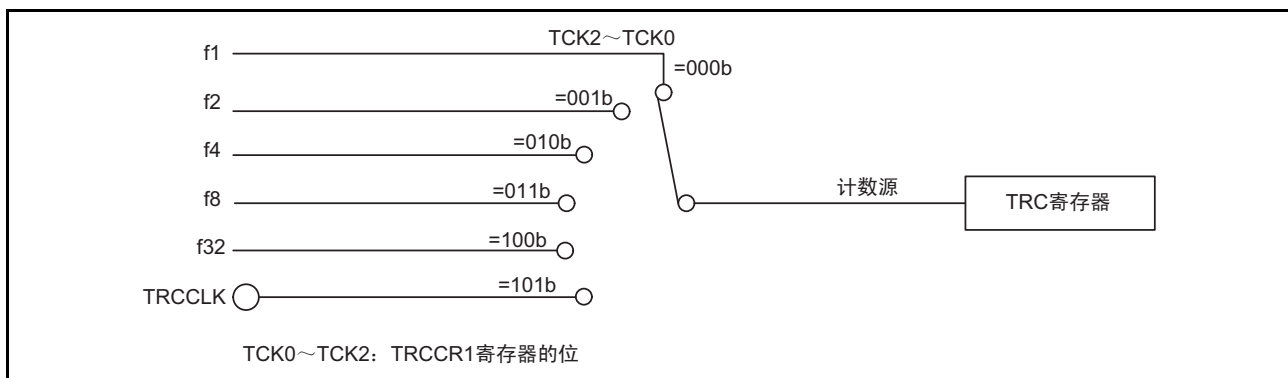 TCK2～TCK0
f1
=000b
f2
=001b
f4
=010b
f8
=011b
计数源
TRC寄存器
f32
=100b
TRCCLK
=101b
TCK0～TCK2：TRCCR1寄存器的位